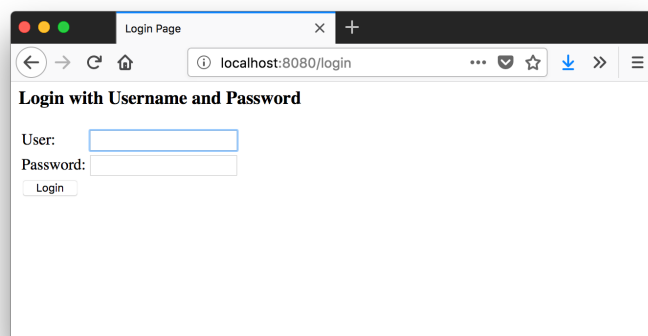 Login Page
localhost:8080/login
Login with Username and Password
User:
Password:
Login